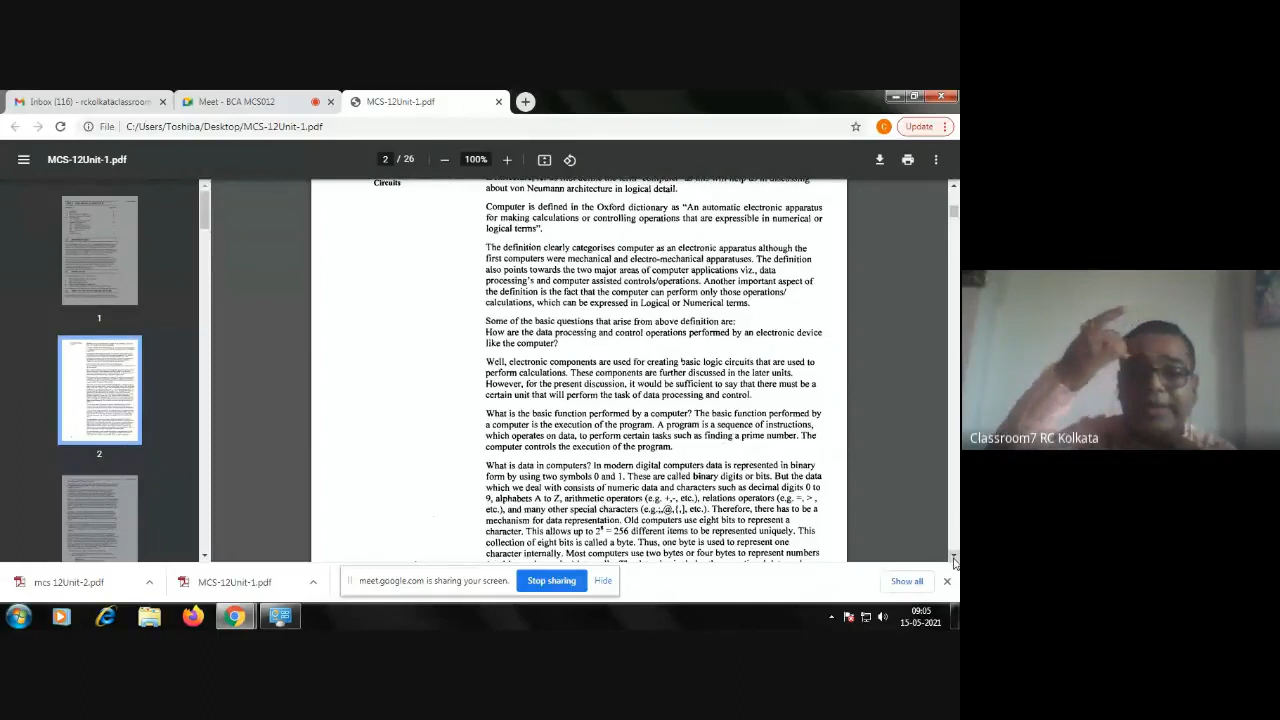 Inbox (116) - rckolkataclassroom
Meet - BCA MCS012
MCS-12Unit-1.pdf
File
C:/Users/Toshiba/Desktop/MCS-12Unit-1.pdf
C
Update
MCS-12Unit-1.pdf
2 / 26
100%
1
2
Circuits
about von Neumann architecture in logical detail.
Computer is defined in the Oxford dictionary as "An automatic electronic apparatus
for making calculations or controlling operations that are expressible in numerical or
logical terms".
The definition clearly categorises computer as an electronic apparatus although the
first computers were mechanical and electro-mechanical apparatuses. The definition
also points towards the two major areas of computer applications viz., data
processing's and computer assisted controls/operations. Another important aspect of
the definition is the fact that the computer can perform only those operations/
calculations, which can be expressed in Logical or Numerical terms.
Some of the basic questions that arise from above definition are:
How are the data processing and control operations performed by an electronic device
like the computer?
Well, electronic components are used for creating basic logic circuits that are used to
perform calculations. These components are further discussed in the later units.
However, for the present discussion, it would be sufficient to say that there must be a
certain unit that will perform the task of data processing and control.
What is the basic function performed by a computer? The basic function performed by
a computer is the execution of the program. A program is a sequence of instructions,
which operates on data, to perform certain tasks such as finding a prime number. The
computer controls the execution of the program.
What is data in computers? In modern digital computers data is represented in binary
form by using two symbols 0 and 1. These are called binary digits or bits. But the data
which we deal with consists of numeric data and characters such as decimal digits 0 to
9, alphabets A to Z, arithmetic operators (e.g. +,-, etc.), relations operators (e.g. =, > ,
etc.), and many other special characters (e.g.;,@,{,], etc.). Therefore, there has to be a
mechanism for data representation. Old computers use eight bits to represent a
character. This allows up to 2⁸ = 256 different items to be represented uniquely. This
collection of eight bits is called a byte. Thus, one byte is used to represent one
character internally. Most computers use two bytes or four bytes to represent numbers
mcs 12Unit-2.pdf
MCS-12Unit-1.pdf
meet.google.com is sharing your screen.
Stop sharing
Hide
Show all
09:05
15-05-2021
Classroom7 RC Kolkata